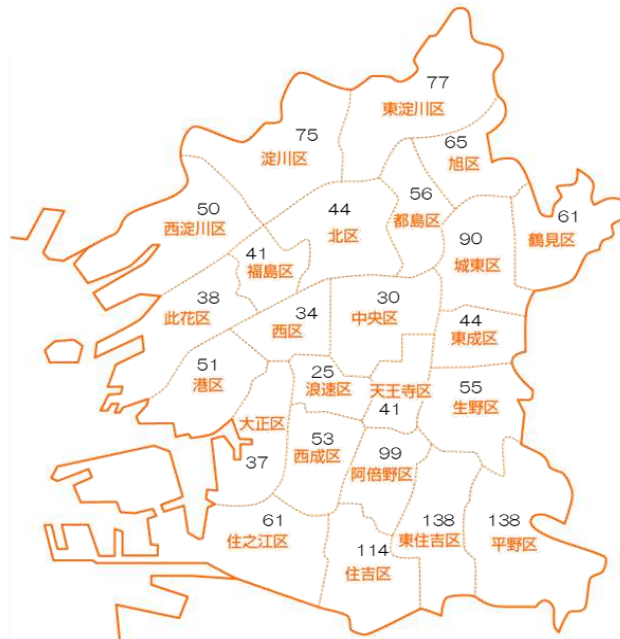 77
東淀川区
75
淀川区
65
旭区
50
西淀川区
44
北区
56
都島区
61
鶴見区
90
城東区
41
福島区
38
此花区
34
西区
30
中央区
44
東成区
51
港区
25
浪速区
天王寺区
41
55
生野区
大正区
37
53
西成区
99
阿倍野区
61
住之江区
114
住吉区
138
東住吉区
138
平野区